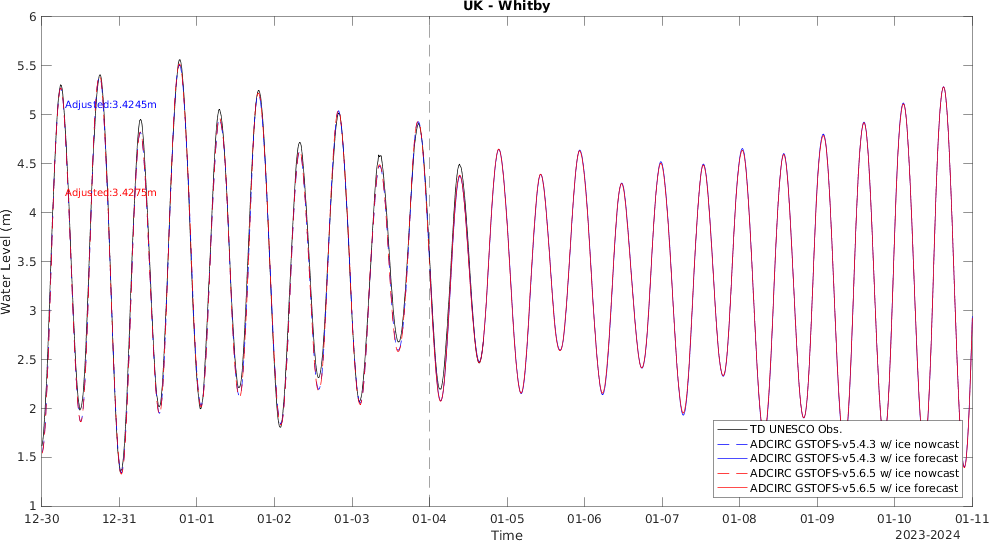 UK - Whitby
6
5.5
5
4.5
4
3.5
3
2.5
2
1.5
1
Water Level (m)
Adjusted:3.4245m
Adjusted:3.4275m
TD UNESCO Obs.
ADCIRC GSTOFS-v5.4.3 w/ ice nowcast
ADCIRC GSTOFS-v5.4.3 w/ ice forecast
ADCIRC GSTOFS-v5.6.5 w/ ice nowcast
ADCIRC GSTOFS-v5.6.5 w/ ice forecast
12-30 12-31 01-01 01-02 01-03 01-04 01-05 01-06 01-07 01-08 01-09 01-10 01-11
Time
2023-2024